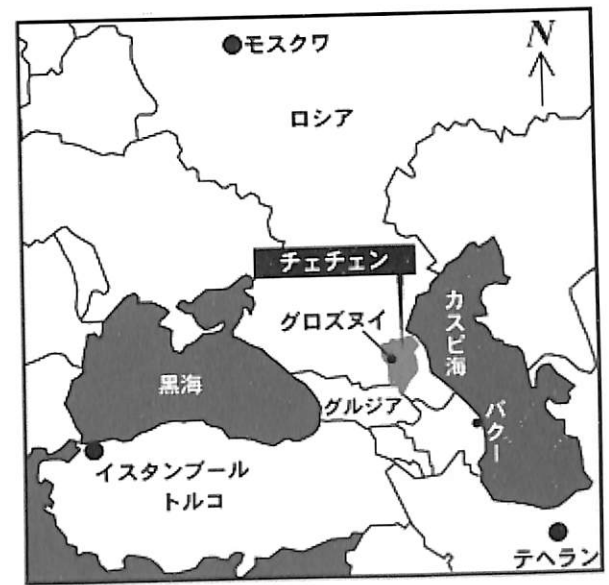 モスクワ
N
ロシア
チェチェン
グロズヌイ
カスピ海
黒海
グルジア
バクー
イスタンブール
トルコ
テヘラン